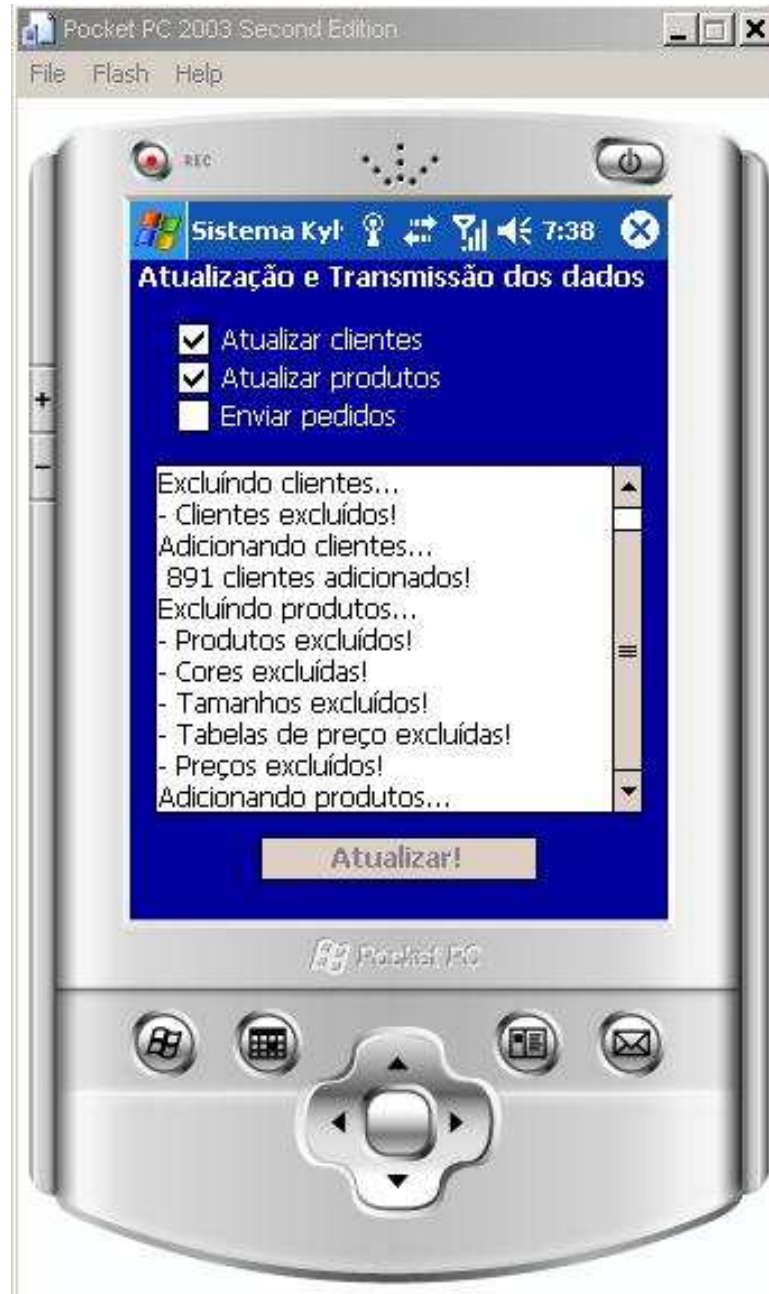 Pocket PC 2003 Second Edition
File Flash Help
REC
Sistema Kyl 7:38
Atualização e Transmissão dos dados
Atualizar clientes
Atualizar produtos
Enviar pedidos
Excluíndo clientes...
- Clientes excluídos!
Adicionando clientes...
891 clientes adicionados!
Excluíndo produtos...
- Produtos excluídos!
- Cores excluídas!
- Tamanhos excluídos!
- Tabelas de preço excluídas!
- Preços excluídos!
Adicionando produtos...
Atualizar!
Pocket PC